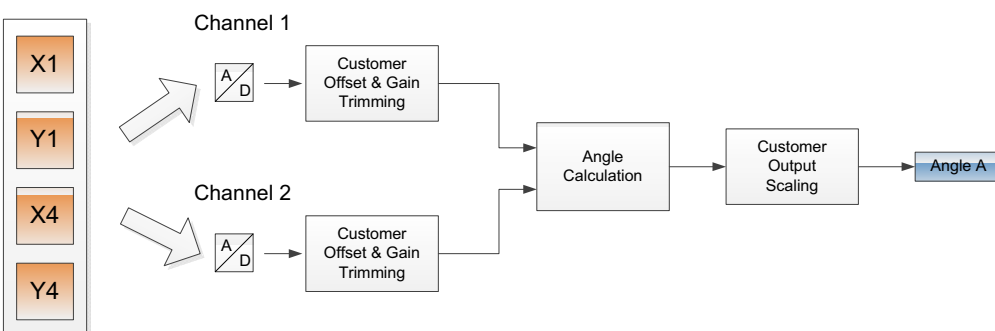 X1
Y1
X4
Y4
Channel 1
A
D
Customer
Offset & Gain
Trimming
Channel 2
A
D
Customer
Offset & Gain
Trimming
Angle
Calculation
Customer
Output
Scaling
Angle A